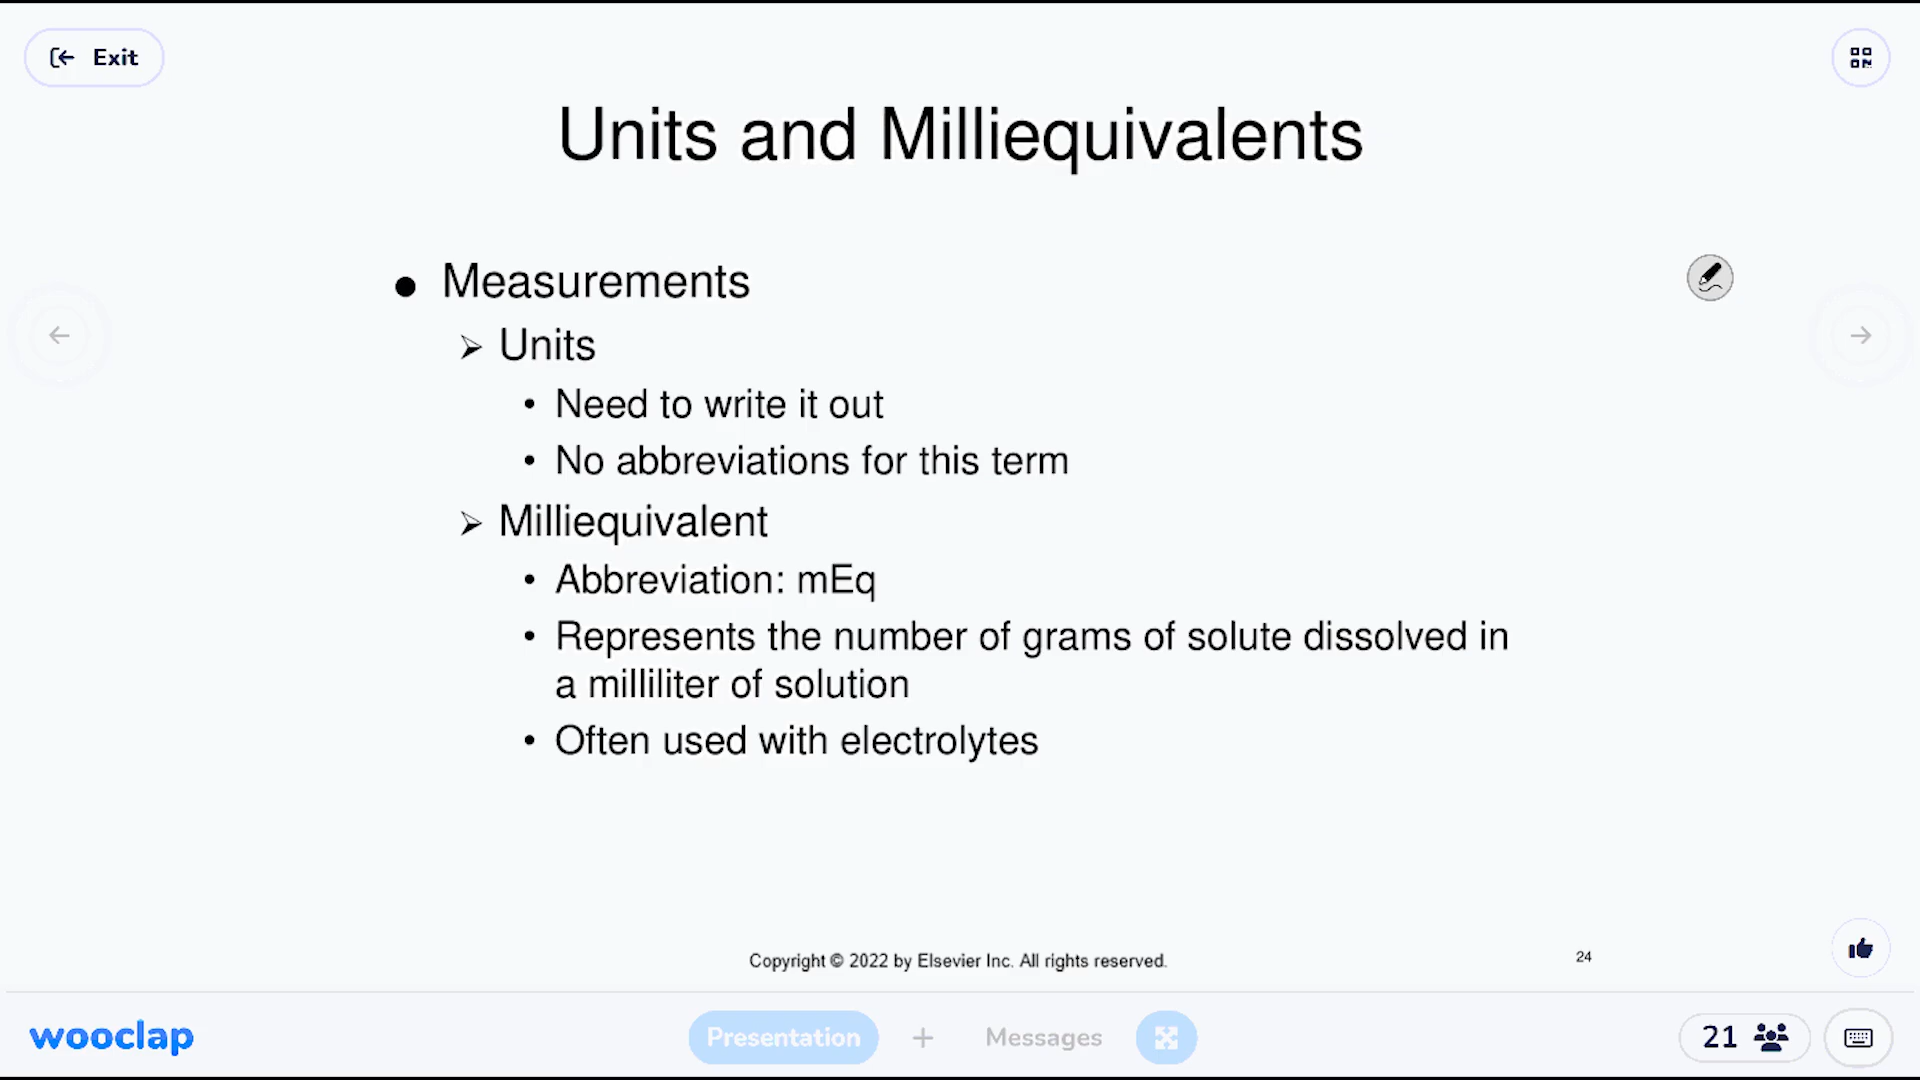 Exit
Units and Milliequivalents
● Measurements
➢ Units
• Need to write it out
• No abbreviations for this term
➢ Milliequivalent
• Abbreviation: mEq
• Represents the number of grams of solute dissolved in
a milliliter of solution
• Often used with electrolytes
Copyright © 2022 by Elsevier Inc. All rights reserved.
24
wooclap
Presentation
+
Messages
21